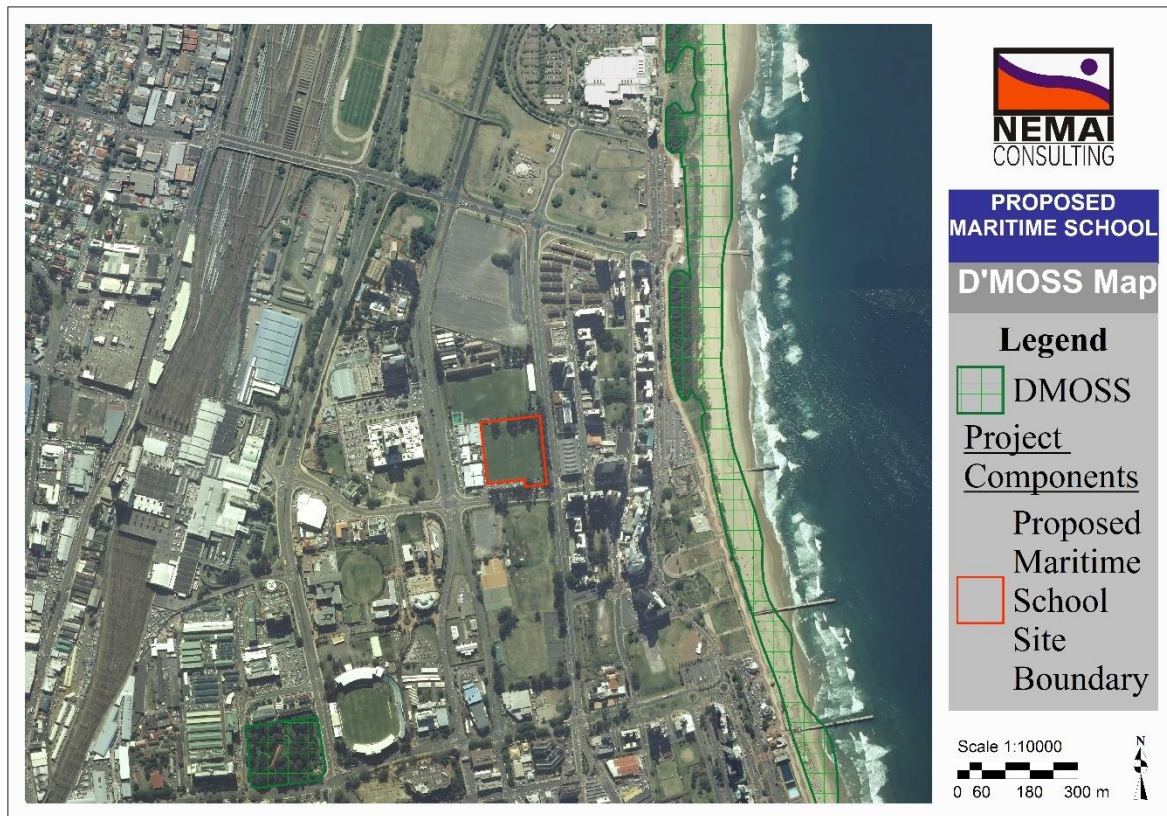 NEMAI
CONSULTING
PROPOSED
MARITIME SCHOOL
D'MOSS Map
Legend
DMOSS
Project
Components
Proposed
Maritime
School
Site
Boundary
Scale 1:10000
N
0 60 180 300 m